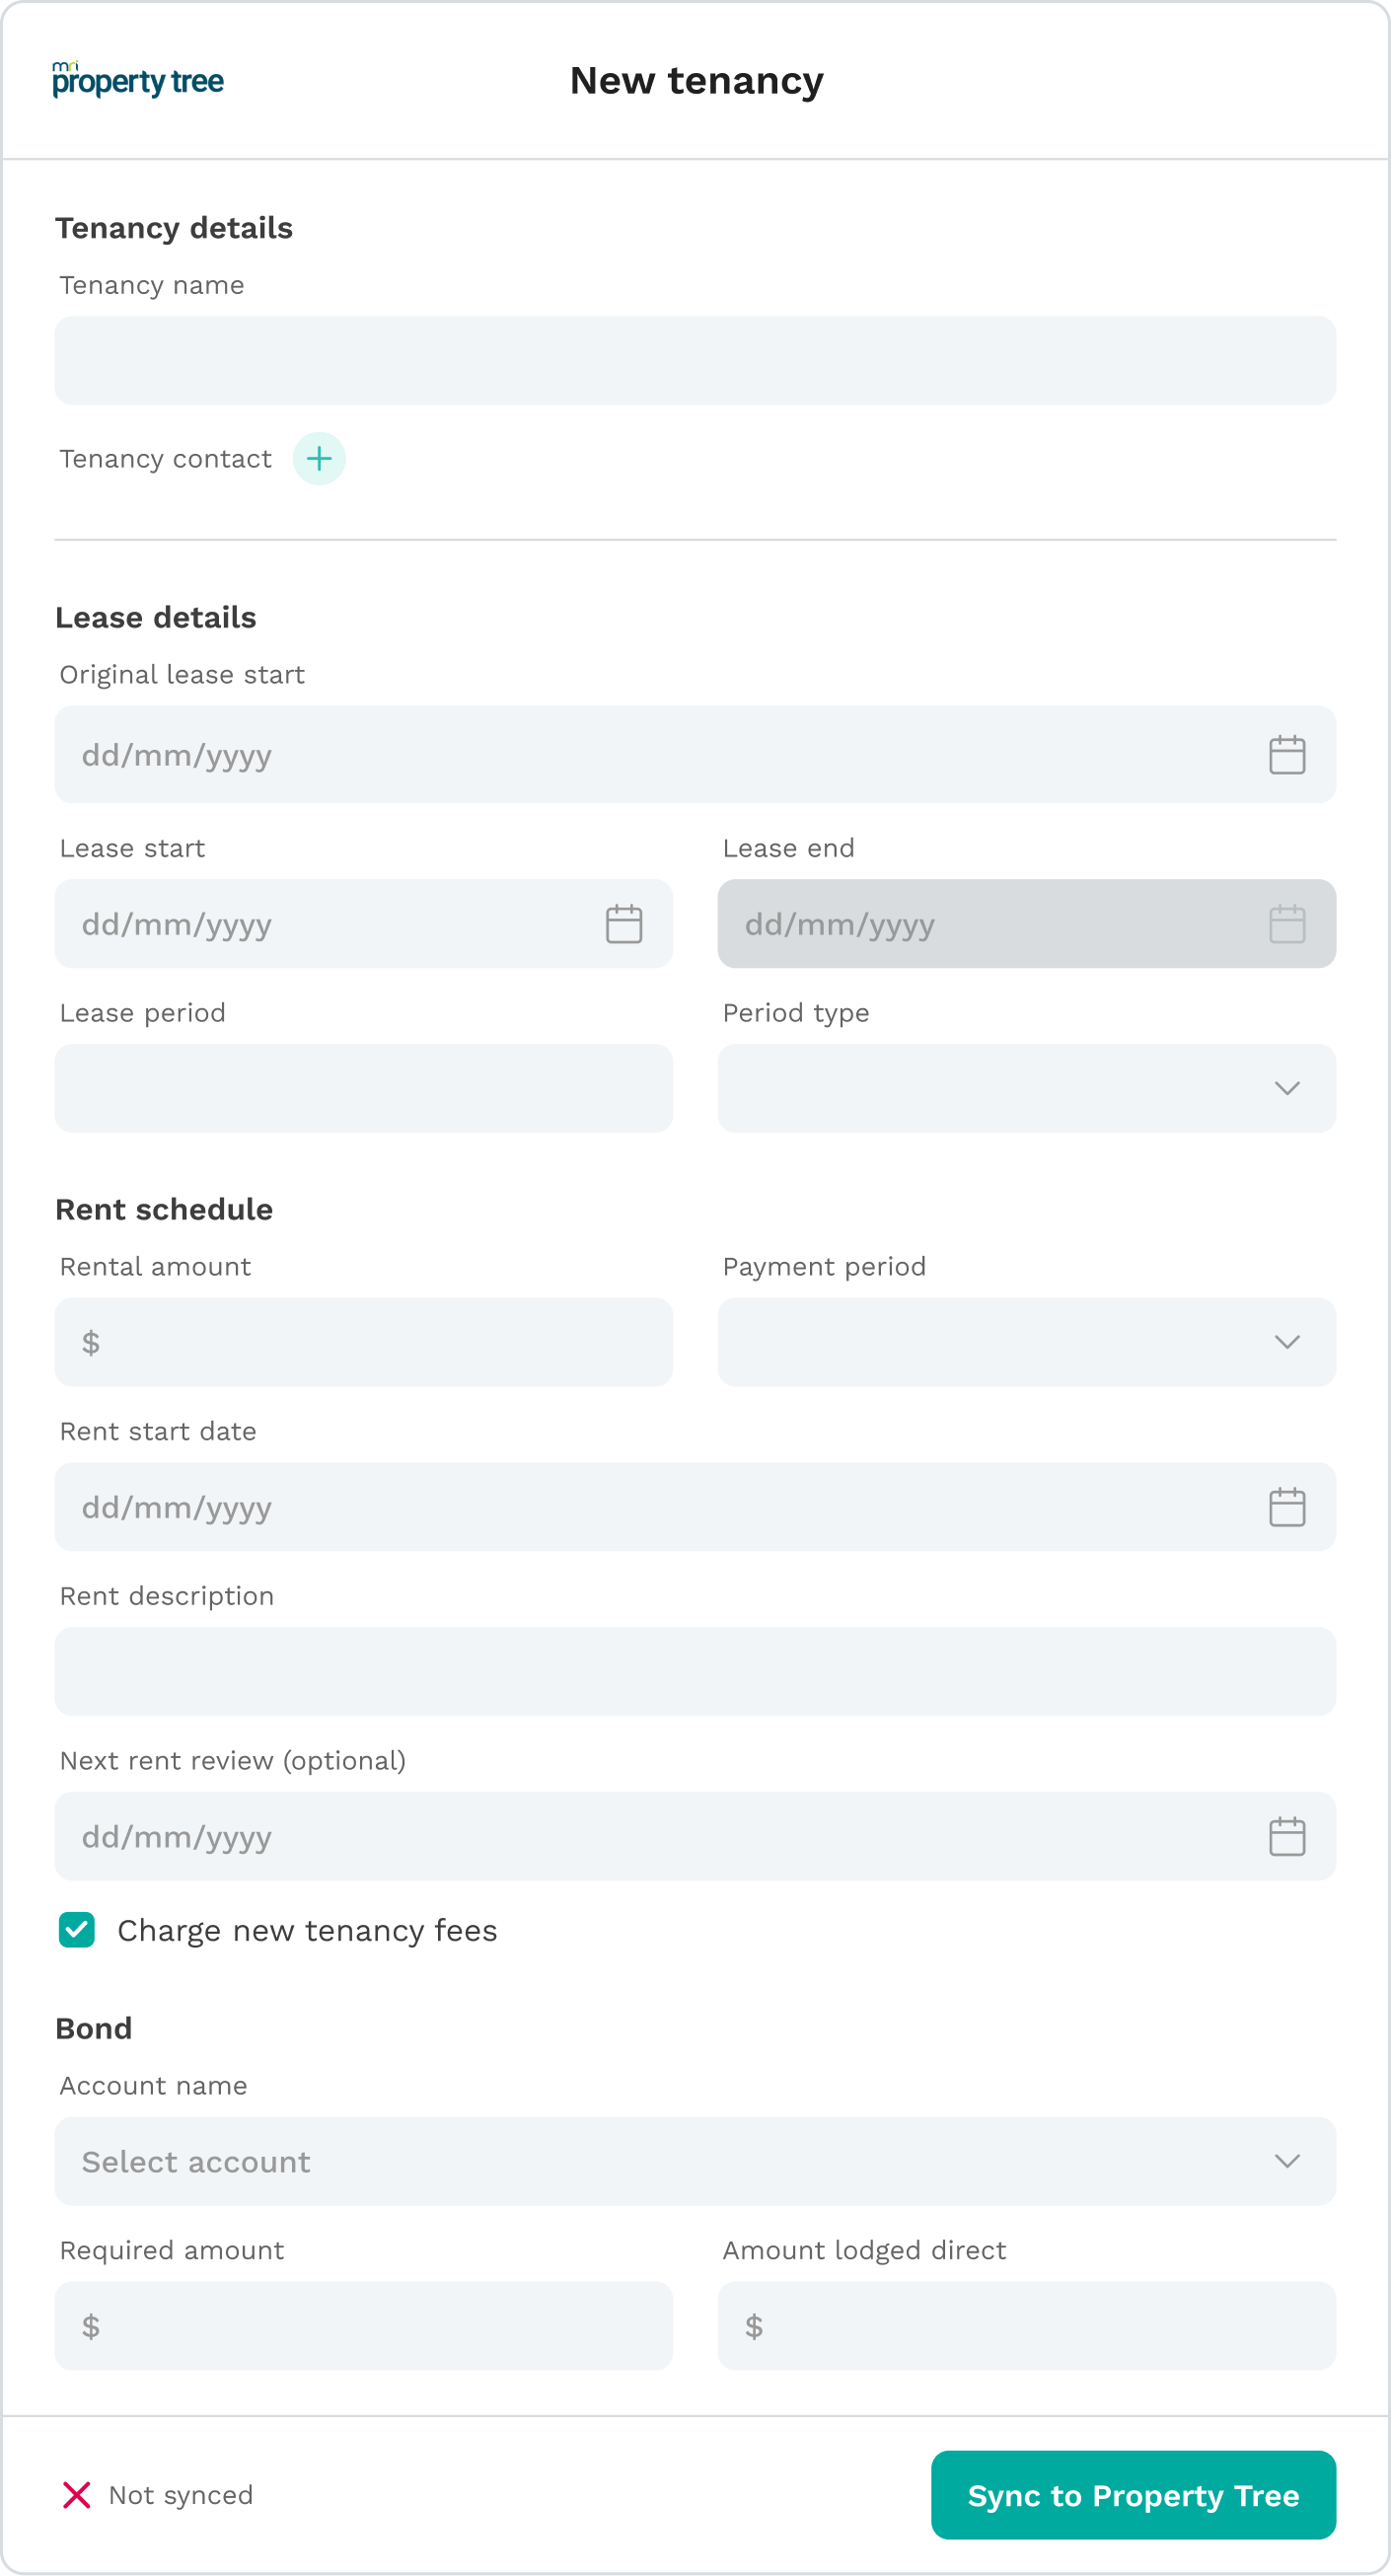 mri
property tree
New tenancy
Tenancy details
Tenancy name
Tenancy contact
Lease details
Original lease start
dd/mm/yyyy
Lease start
Lease end
dd/mm/yyyy
dd/mm/yyyy
Lease period
Period type
Rent schedule
Rental amount
Payment period
$
Rent start date
dd/mm/yyyy
Rent description
Next rent review (optional)
dd/mm/yyyy
Charge new tenancy fees
Bond
Account name
Select account
Required amount
Amount lodged direct
$
$
Not synced
Sync to Property Tree